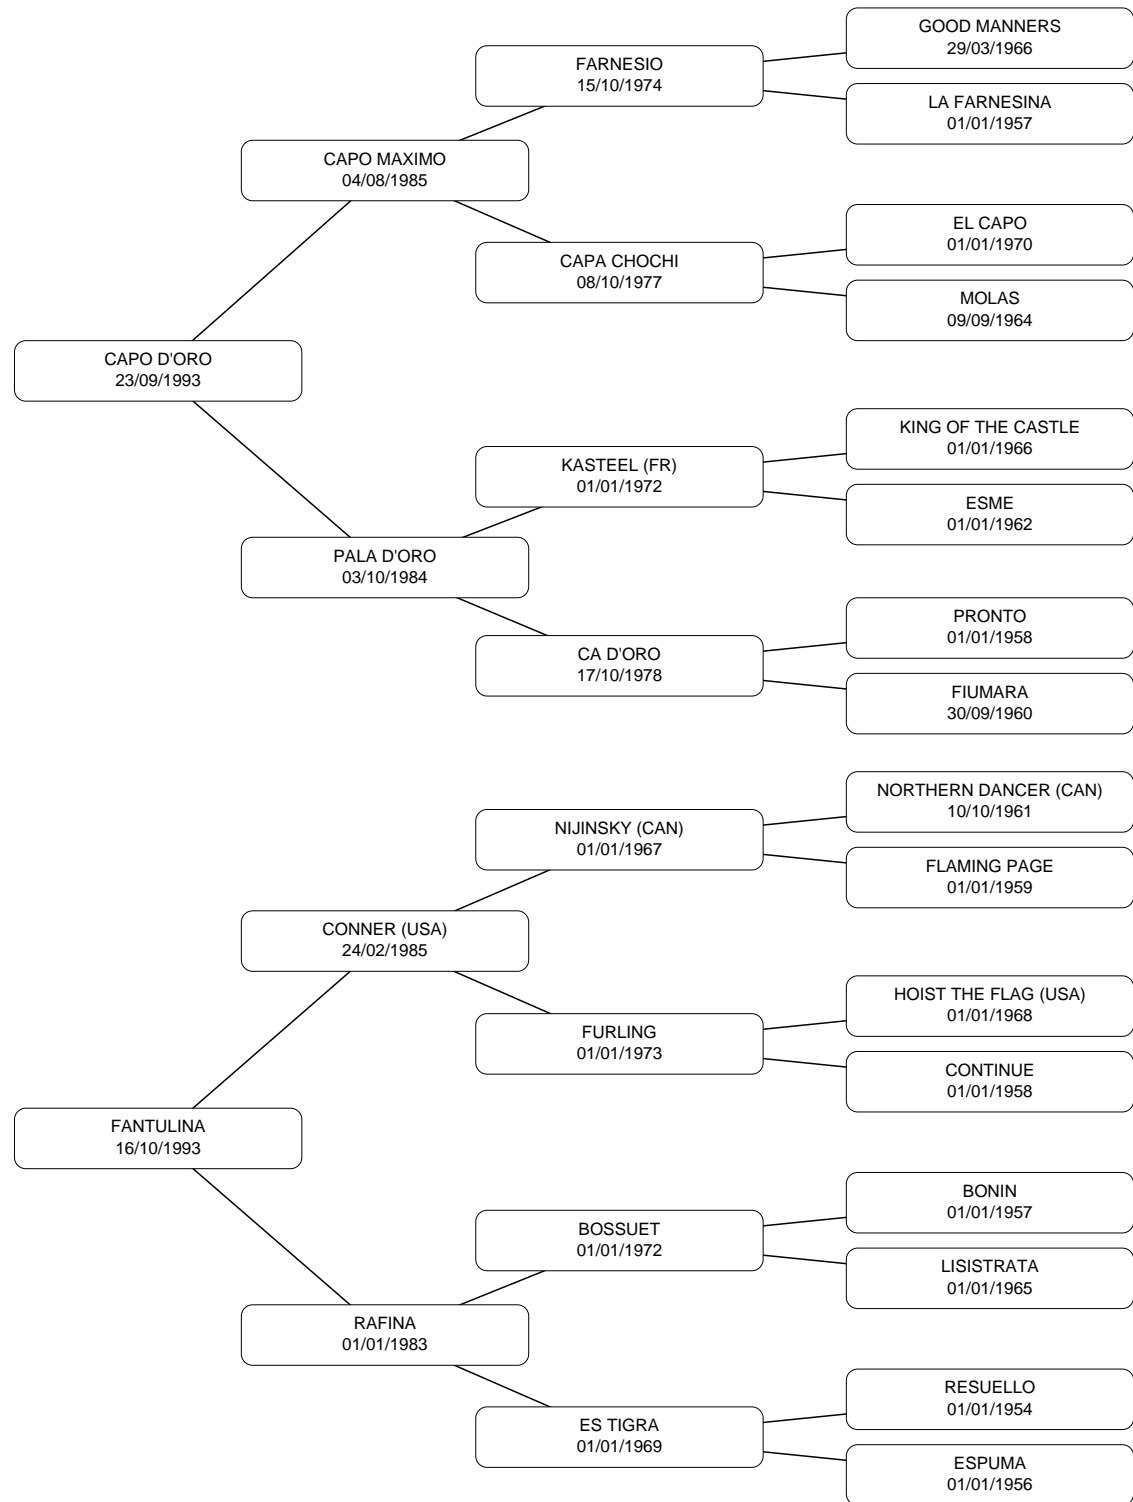 GOOD MANNERS
29/03/1966
FARNESIO
15/10/1974
LA FARNESINA
01/01/1957
CAPO MAXIMO
04/08/1985
EL CAPO
01/01/1970
CAPA CHOCHI
08/10/1977
MOLAS
09/09/1964
CAPO D'ORO
23/09/1993
KING OF THE CASTLE
01/01/1966
KASTEEL (FR)
01/01/1972
ESME
01/01/1962
PALA D'ORO
03/10/1984
PRONTO
01/01/1958
CA D'ORO
17/10/1978
FIUMARA
30/09/1960
NORTHERN DANCER (CAN)
10/10/1961
NIJINSKY (CAN)
01/01/1967
FLAMING PAGE
01/01/1959
CONNER (USA)
24/02/1985
HOIST THE FLAG (USA)
01/01/1968
FURLING
01/01/1973
CONTINUE
01/01/1958
FANTULINA
16/10/1993
BONIN
01/01/1957
BOSSUET
01/01/1972
LISISTRATA
01/01/1965
RAFINA
01/01/1983
RESUELLO
01/01/1954
ES TIGRA
01/01/1969
ESPUMA
01/01/1956